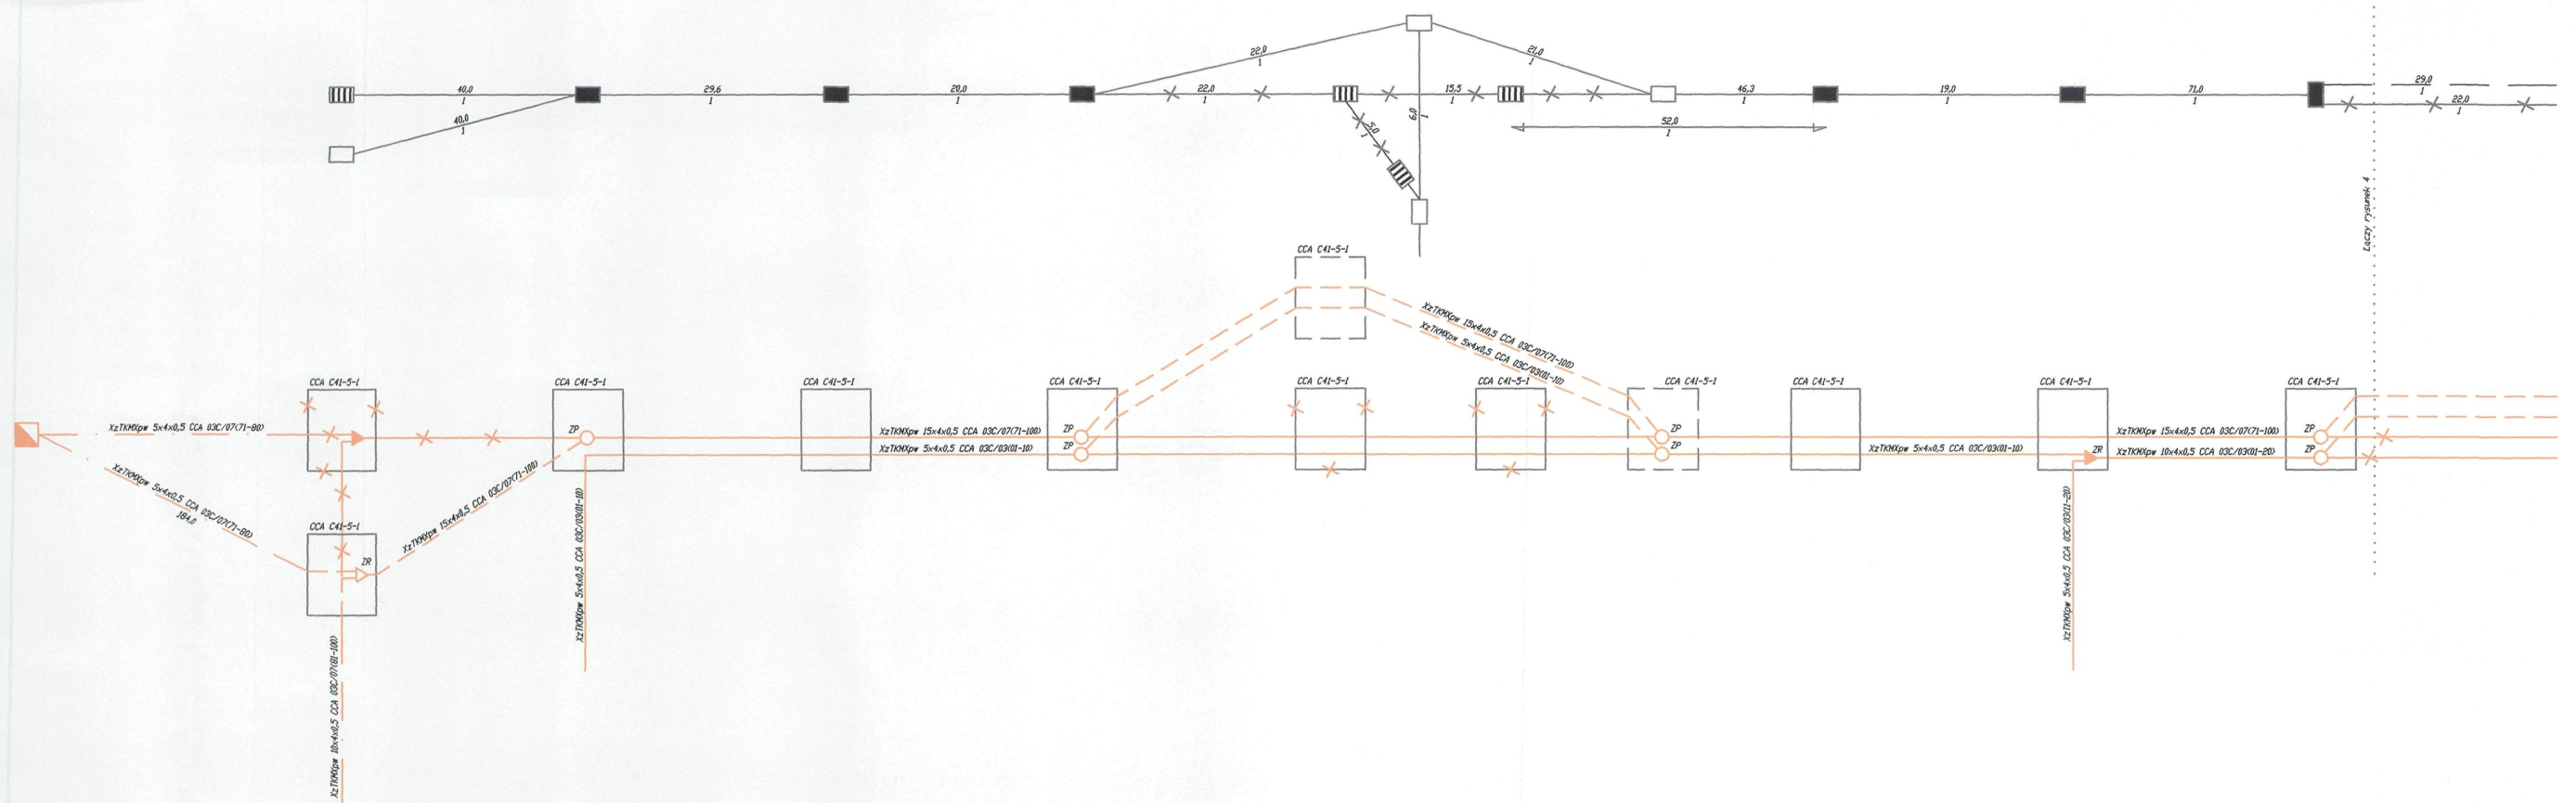 22,0
1
21,0
1
40,0
1
29,6
1
20,0
1
22,0
1
15,5
1
46,3
1
19,0
1
71,0
1
29,0
1
22,0
1
40,0
1
5,0
1
6,0
1
52,0
1
Łączy rysunek 4
CCA C41-5-1
XzTKMXpw 15x4x0,5 CCA 03C/07(71-100)
XzTKMXpw 5x4x0,5 CCA 03C/03(01-10)
CCA C41-5-1
CCA C41-5-1
CCA C41-5-1
CCA C41-5-1
CCA C41-5-1
CCA C41-5-1
CCA C41-5-1
CCA C41-5-1
CCA C41-5-1
CCA C41-5-1
XzTKMXpw 5x4x0,5 CCA 03C/07(71-80)
ZP
XzTKMXpw 15x4x0,5 CCA 03C/07(71-100)
ZP
ZP
XzTKMXpw 15x4x0,5 CCA 03C/07(71-100)
ZP
XzTKMXpw 5x4x0,5 CCA 03C/03(01-10)
ZP
ZP
XzTKMXpw 5x4x0,5 CCA 03C/03(01-10)
ZR
XzTKMXpw 10x4x0,5 CCA 03C/03(01-20)
ZP
XzTKMXpw 5x4x0,5 CCA 03C/07(71-80)
184,0
XzTKMXpw 15x4x0,5 CCA 03C/07(71-100)
CCA C41-5-1
ZR
XzTKMXpw 5x4x0,5 CCA 03C/03(01-10)
XzTKMXpw 5x4x0,5 CCA 03C/03(11-20)
XzTKMXpw 10x4x0,5 CCA 03C/07(81-100)